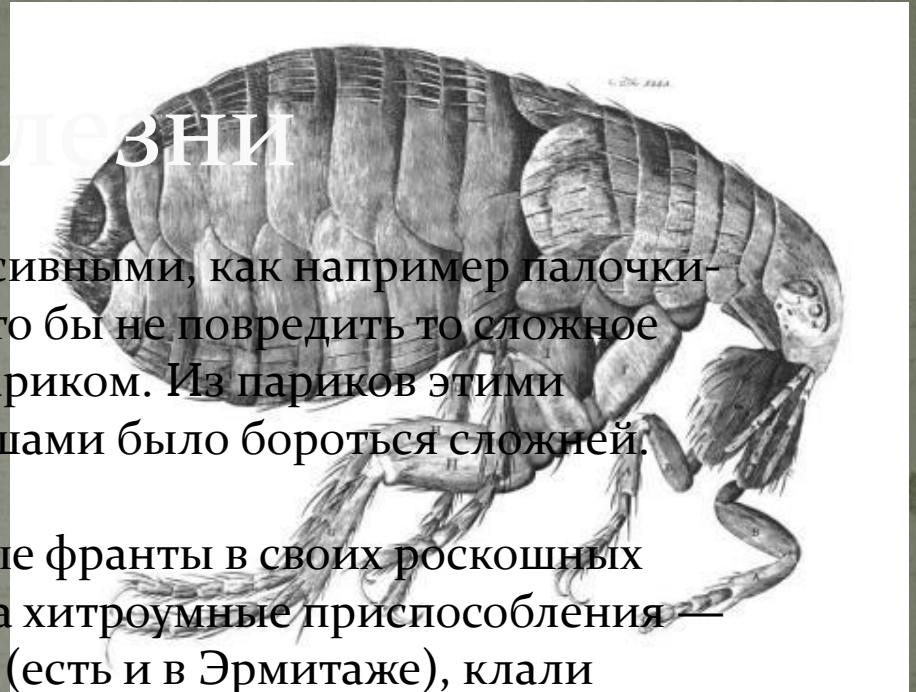 лезни
сивными, как например палочки-
то бы не повредить то сложное
риком. Из париков этими
шами было бороться сложней.
ые франты в своих роскошных
а хитроумные приспособления —
(есть и в Эрмитаже), клали